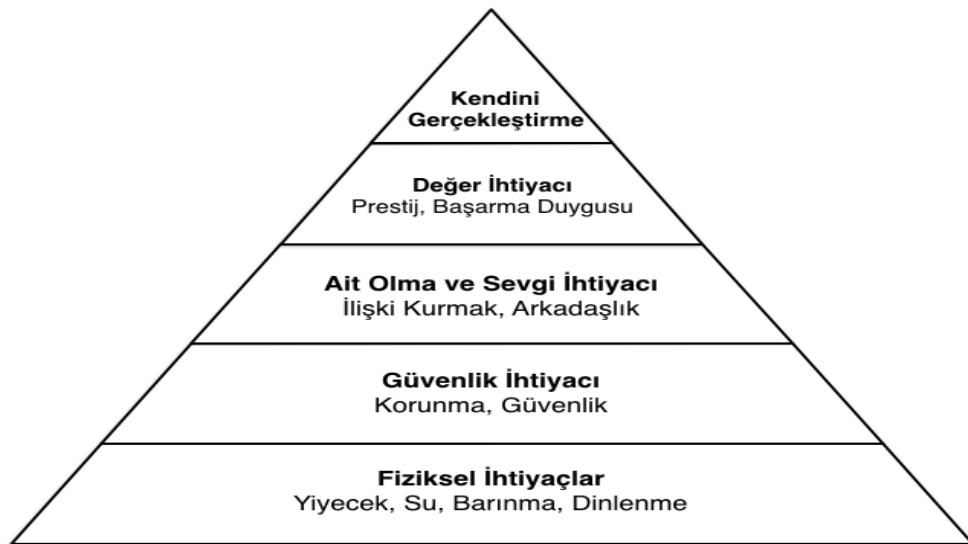 Kendini
Gerçekleştirme
Değer İhtiyacı
Prestij, Başarma Duygusu
Ait Olma ve Sevgi İhtiyacı
İlişki Kurmak, Arkadaşlık
Güvenlik İhtiyacı
Korunma, Güvenlik
Fiziksel İhtiyaçlar
Yiyecek, Su, Barınma, Dinlenme